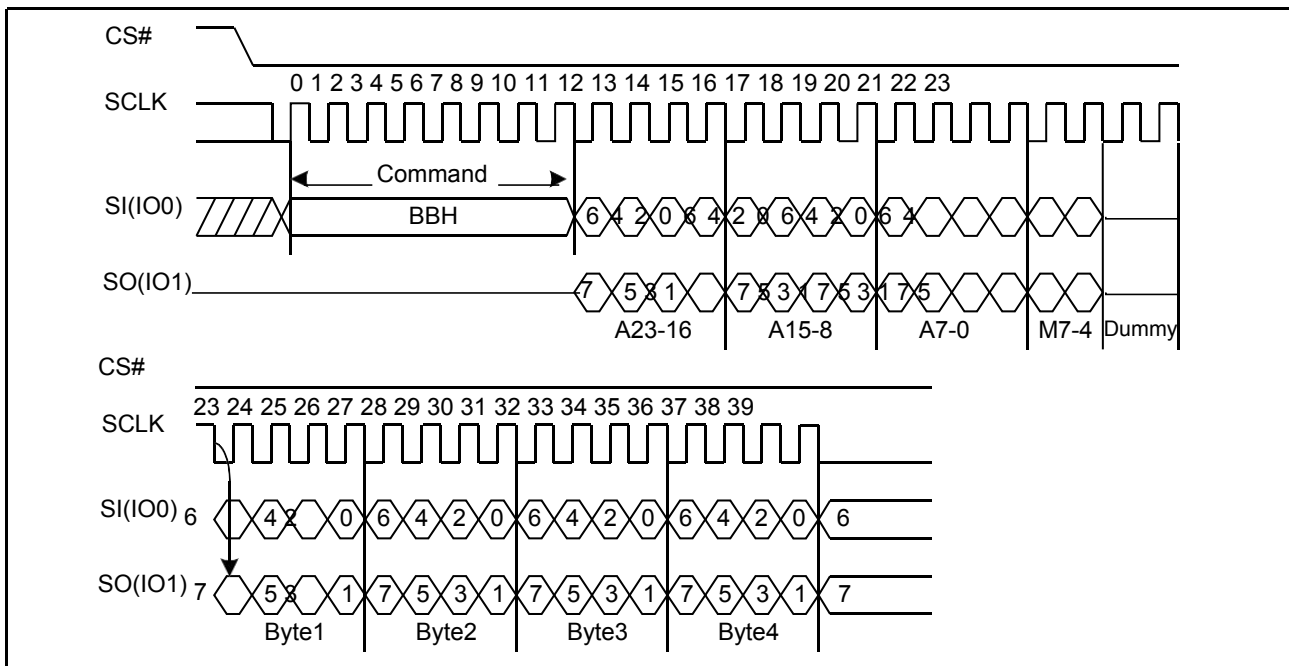 CS#
0 1 2 3 4 5 6 7 8 9 10 11 12 13 14 15 16 17 18 19 20 21 22 23
SCLK
Command
SI(IO0) BBH 6 4 2 0 6 4 2 0 6 4 2 0 6 4
SO(IO1) 7 5 3 1 7 5 3 1 7 5 3 1 7 5
A23-16 A15-8 A7-0 M7-4 Dummy
CS#
23 24 25 26 27 28 29 30 31 32 33 34 35 36 37 38 39
SCLK
SI(IO0) 6 4 2 0 6 4 2 0 6 4 2 0 6 4 2 0 6
SO(IO1) 7 5 3 1 7 5 3 1 7 5 3 1 7 5 3 1 7
Byte1 Byte2 Byte3 Byte4